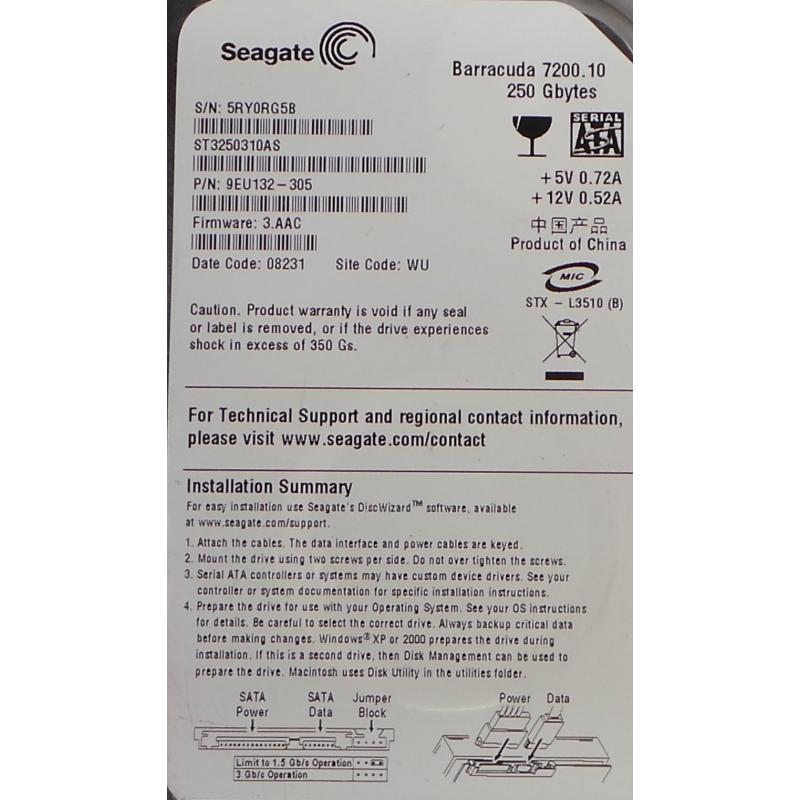 Seagate
Barracuda 7200.10
250 Gbytes
S/N: 5RY0RG5B
ST3250310AS
P/N: 9EU132-305
Firmware: 3.AAC
Date Code: 08231 Site Code: WU
SERIAL
ATA
+5V 0.72A
+12V 0.52A
中国产品
Product of China
MIC
STX - L3510 (B)
Caution. Product warranty is void if any seal
or label is removed, or if the drive experiences
shock in excess of 350 Gs.
For Technical Support and regional contact information,
please visit www.seagate.com/contact
Installation Summary
For easy installation use Seagate's DiscWizard™ software, available
at www.seagate.com/support.
1. Attach the cables. The data interface and power cables are keyed.
2. Mount the drive using two screws per side. Do not over tighten the screws.
3. Serial ATA controllers or systems may have custom device drivers. See your
controller or system documentation for specific installation instructions.
4. Prepare the drive for use with your Operating System. See your OS instructions
for details. Be careful to select the correct drive. Always backup critical data
before making changes. Windows® XP or 2000 prepares the drive during
installation. If this is a second drive, then Disk Management can be used to
prepare the drive. Macintosh uses Disk Utility in the utilities folder.
SATA Power
SATA Data
Jumper Block
Limit to 1.5 Gb/s Operation
3 Gb/s Operation
Power Data